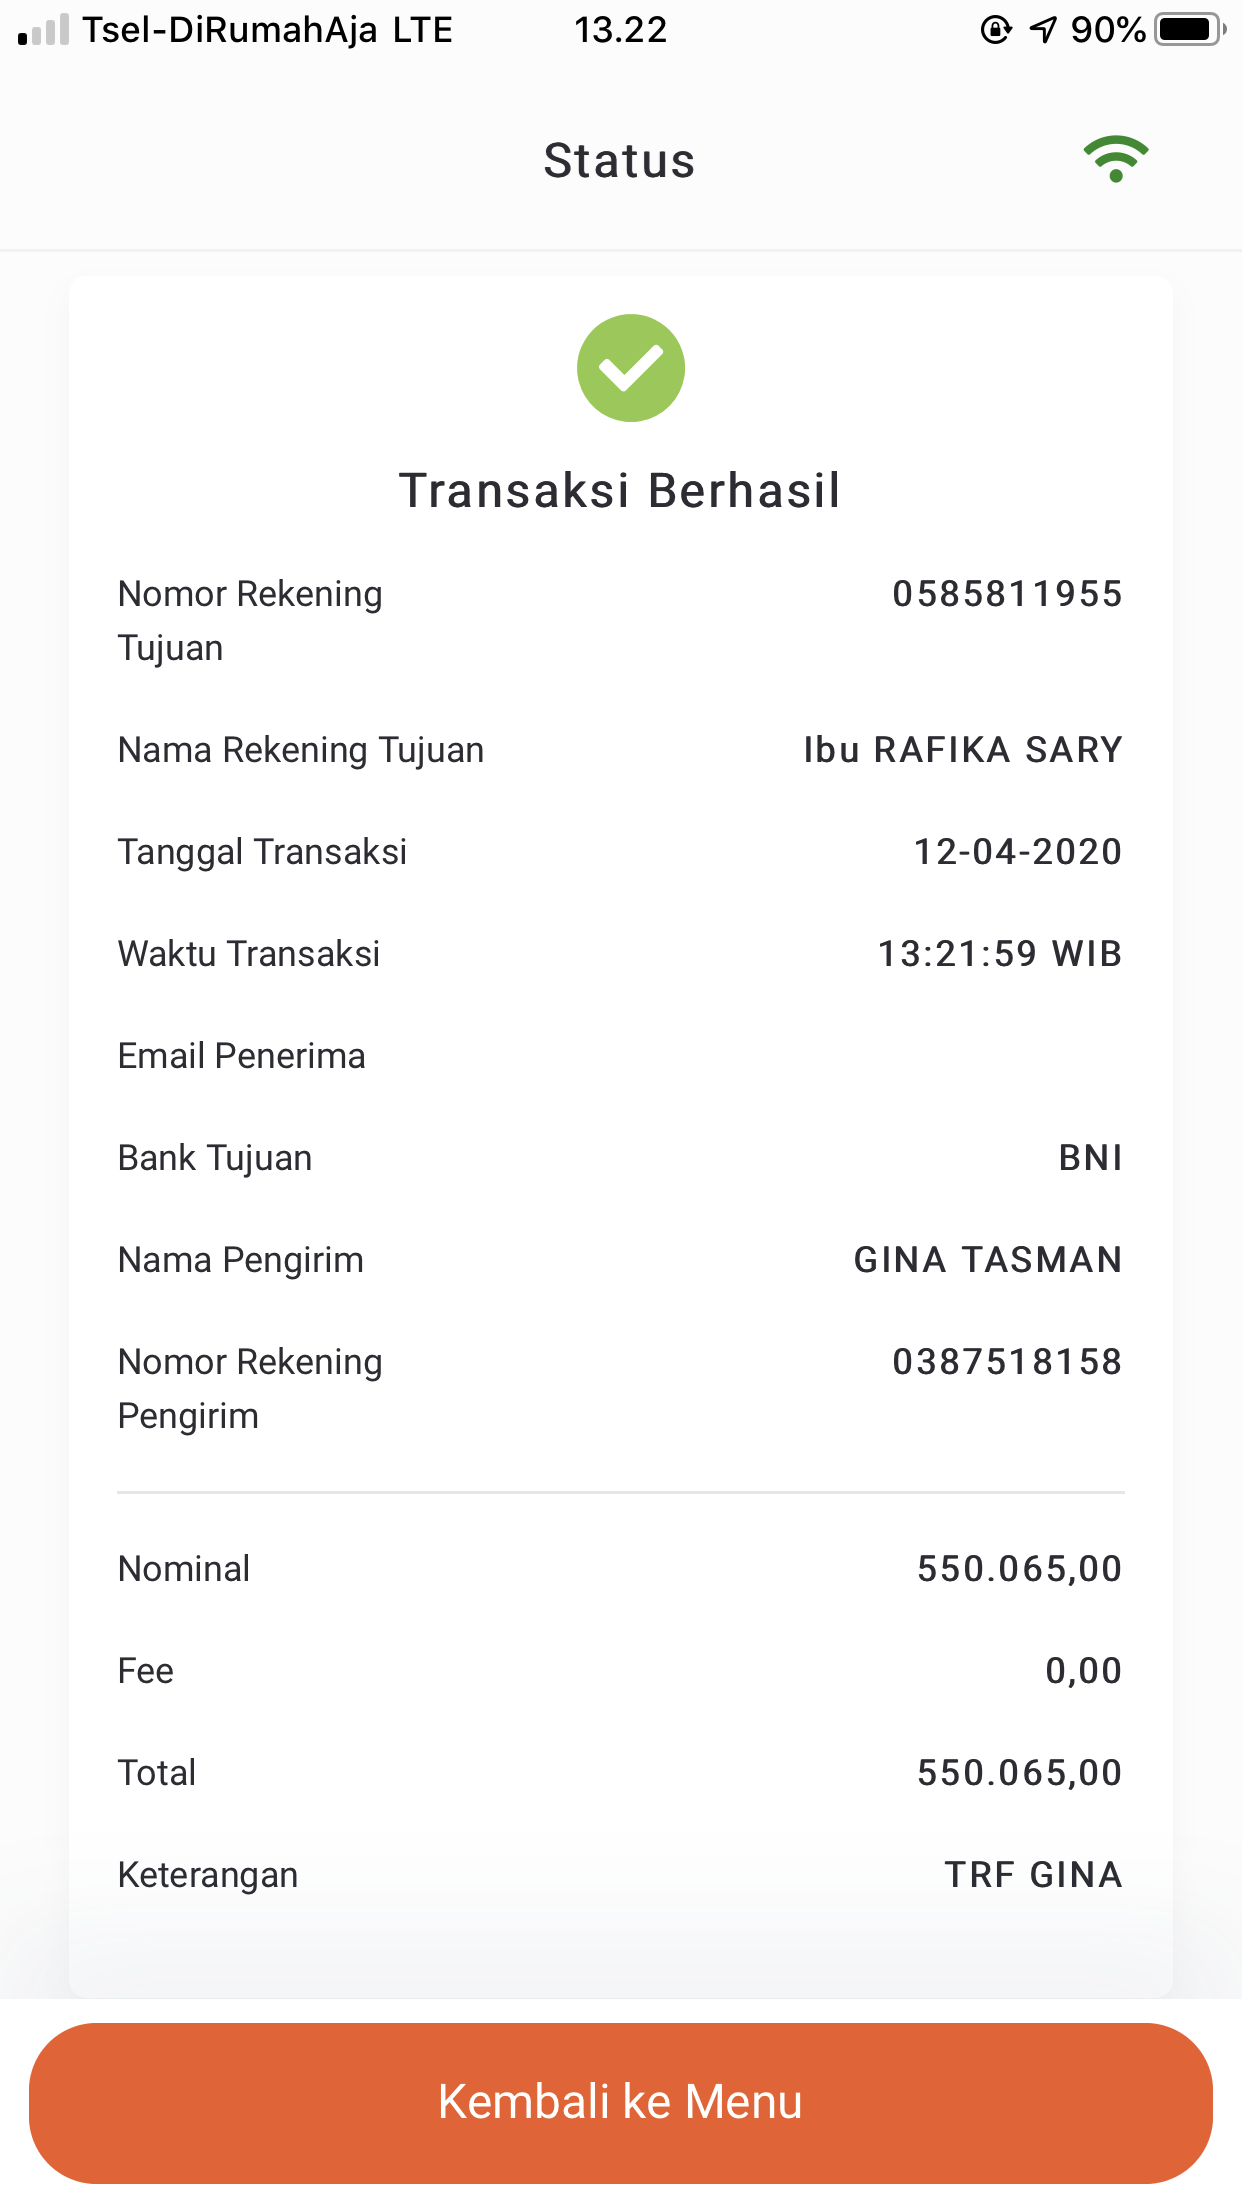 Tsel-DiRumahAja LTE 13.22 90%
Status
Transaksi Berhasil
Nomor Rekening Tujuan 0585811955
Nama Rekening Tujuan Ibu RAFIKA SARY
Tanggal Transaksi 12-04-2020
Waktu Transaksi 13:21:59 WIB
Email Penerima
Bank Tujuan BNI
Nama Pengirim GINA TASMAN
Nomor Rekening Pengirim 0387518158
Nominal 550.065,00
Fee 0,00
Total 550.065,00
Keterangan TRF GINA
Kembali ke Menu